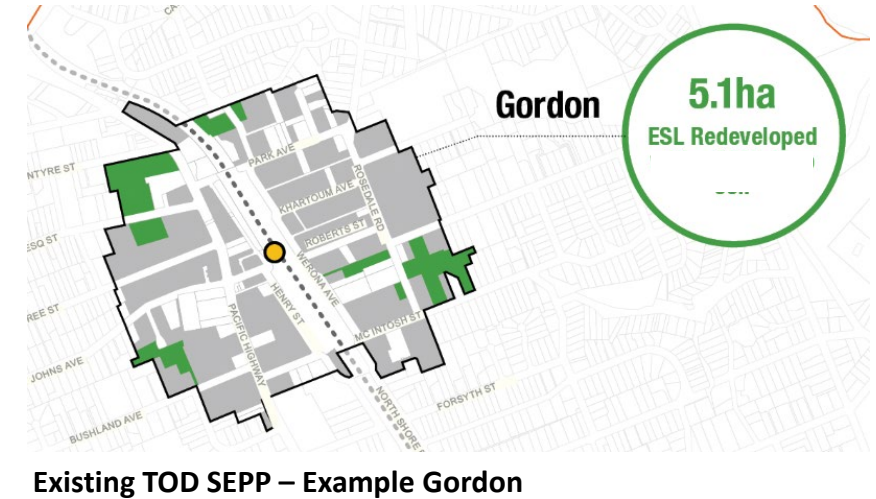 CA
5.1ha
Gordon
ESL Redeveloped
PARK AVE
NTYRE ST
ROSEDALE RD
KHARTOUM AVE
ROBERTS ST
ESQ ST
WERONA AVE
HENRY ST
REE ST
PACIFIC HIGHWAY
MC INTOSH ST
JOHNS AVE
FORSYTH ST
NORTH SHORE
BUSHLAND AVE
Existing TOD SEPP – Example Gordon